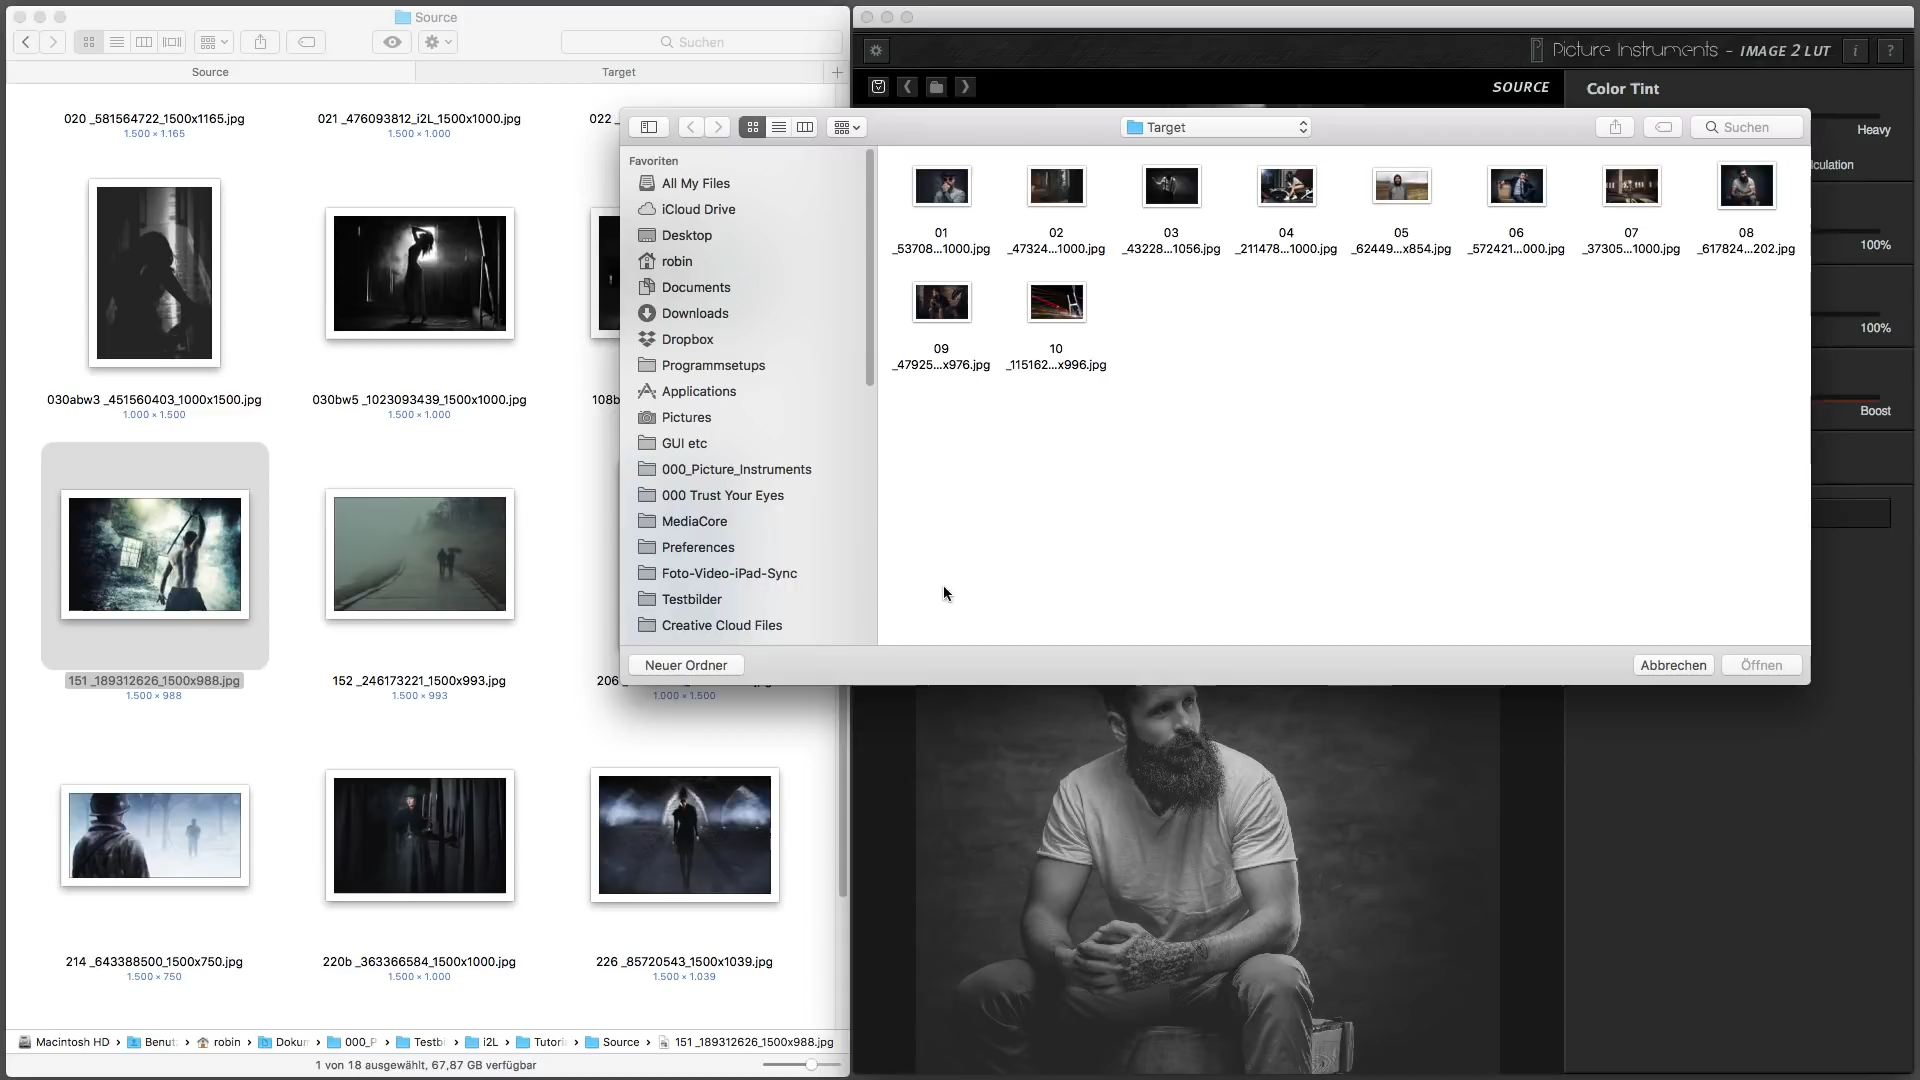 Source
Suchen
Source
Target
020 _581564722_1500x1165.jpg
1.500 × 1.165
021 _476093812_i2L_1500x1000.jpg
1.500 × 1.000
022 _
030abw3 _451560403_1000x1500.jpg
1.000 × 1.500
030bw5 _1023093439_1500x1000.jpg
1.500 × 1.000
108b
151 _189312626_1500x988.jpg
1.500 × 988
152 _246173221_1500x993.jpg
1.500 × 993
206
1.000 × 1.500
214 _643388500_1500x750.jpg
1.500 × 750
220b _363366584_1500x1000.jpg
1.500 × 1.000
226 _85720543_1500x1039.jpg
1.500 × 1.039
Macintosh HD › Benut › robin › Dokun › 000_P › Testbi › i2L › Tutori › Source › 151 _189312626_1500x988.jpg
1 von 18 ausgewählt, 67,87 GB verfügbar
Picture Instruments - IMAGE 2 LUT
i
?
SOURCE
Color Tint
Heavy
lculation
100%
100%
Boost
Target
Suchen
Favoriten
All My Files
iCloud Drive
Desktop
robin
Documents
Downloads
Dropbox
Programmsetups
Applications
Pictures
GUI etc
000_Picture_Instruments
000 Trust Your Eyes
MediaCore
Preferences
Foto-Video-iPad-Sync
Testbilder
Creative Cloud Files
01
_53708...1000.jpg
02
_47324...1000.jpg
03
_43228...1056.jpg
04
_211478...1000.jpg
05
_62449...x854.jpg
06
_572421...000.jpg
07
_37305...1000.jpg
08
_617824...202.jpg
09
_47925...x976.jpg
10
_115162...x996.jpg
Neuer Ordner
Abbrechen
Öffnen